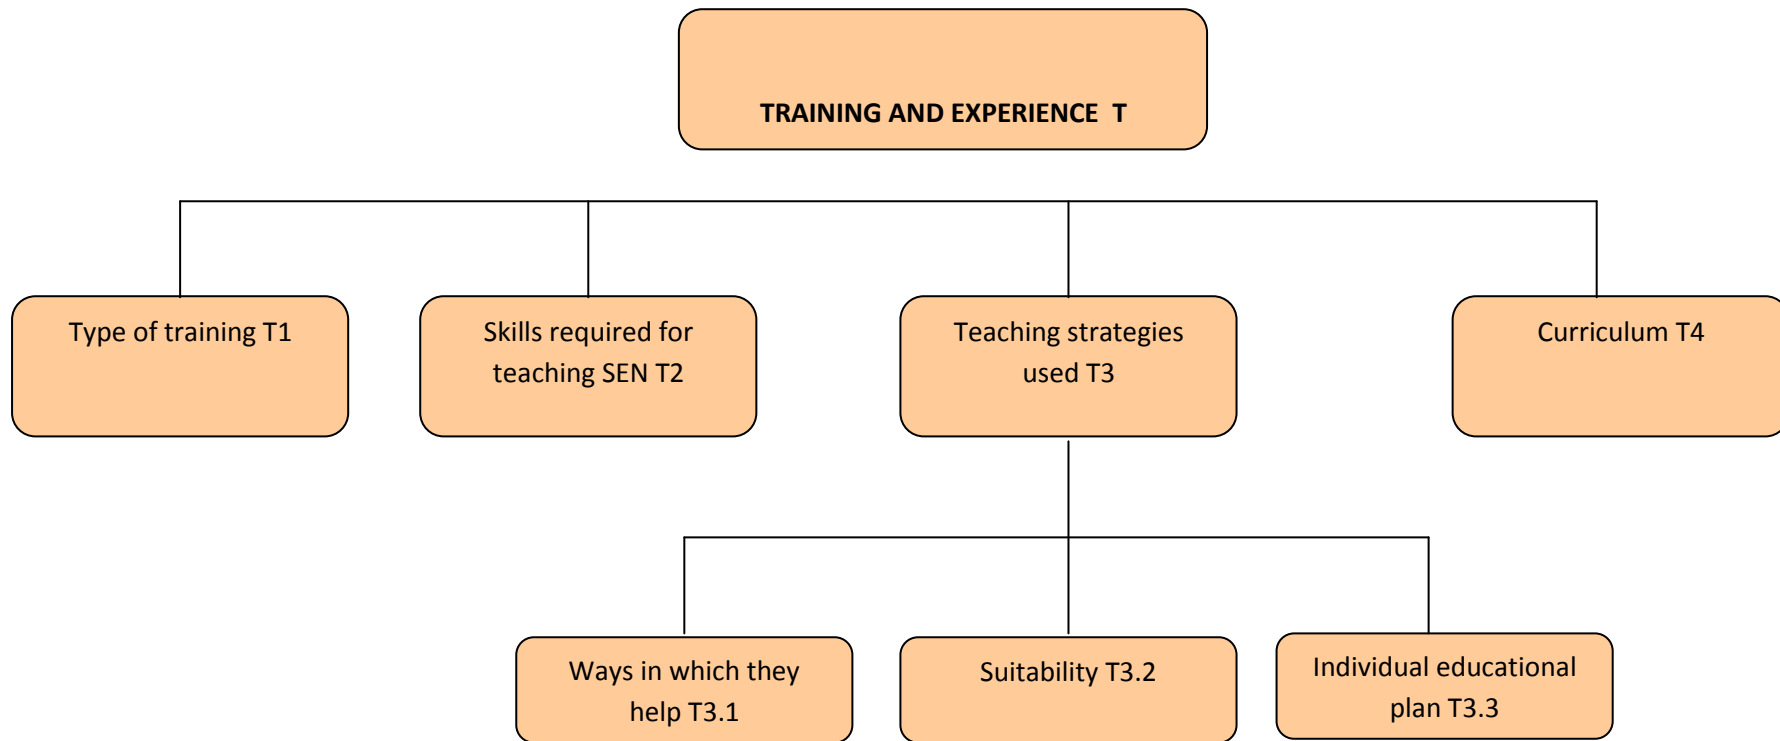 TRAINING AND EXPERIENCE  T
Type of training T1
Skills required for
teaching SEN T2
Teaching strategies
used T3
Curriculum T4
Ways in which they
help T3.1
Suitability T3.2
Individual educational
plan T3.3